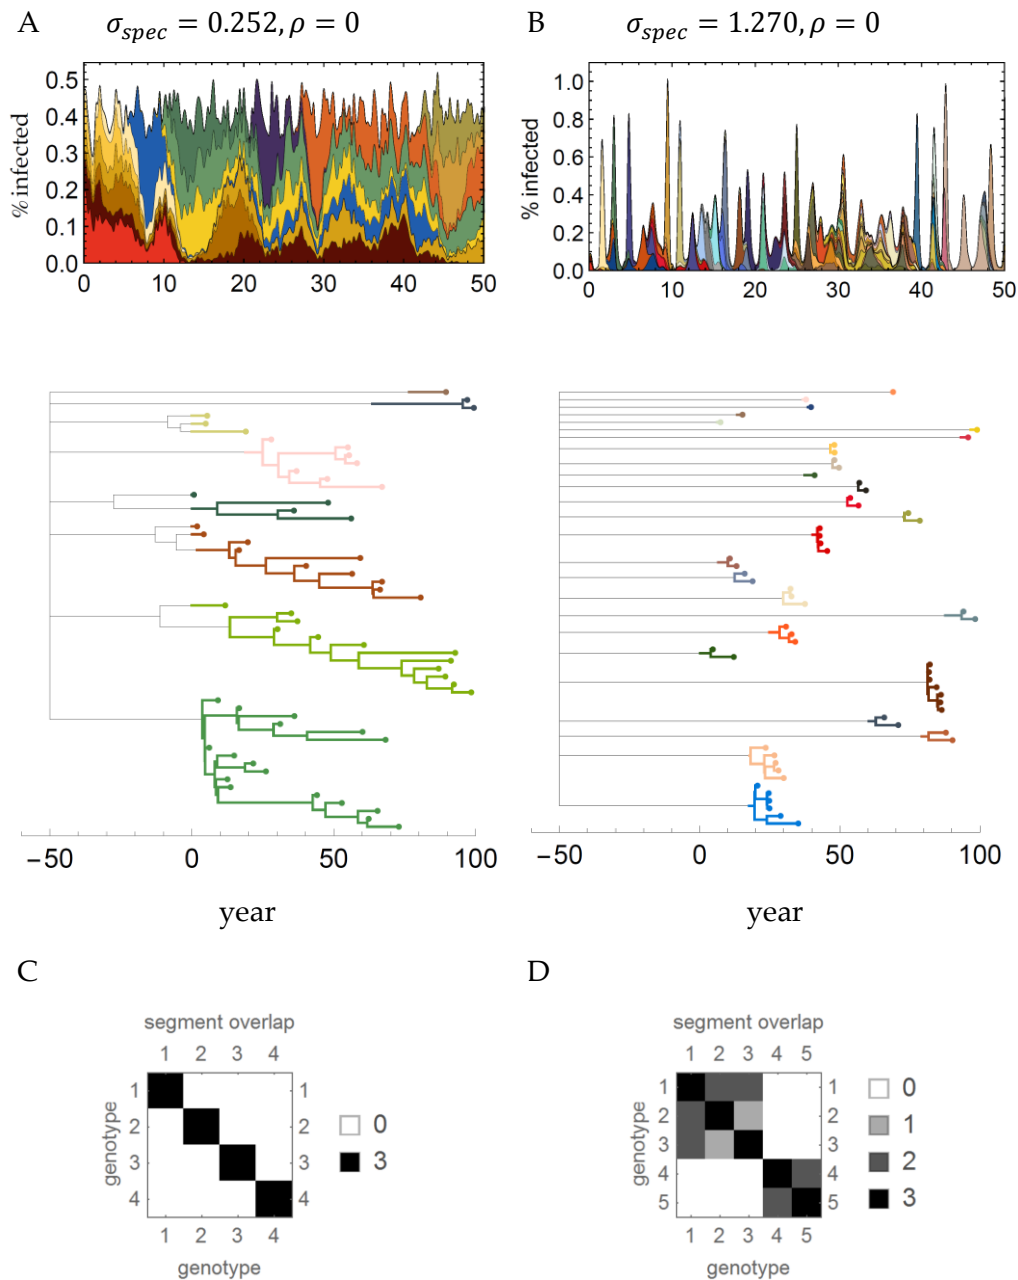 A
σspec = 0.252, ρ = 0
B
σspec = 1.270, ρ = 0
% infected
0.5
0.4
0.3
0.2
0.1
0.0
0 10 20 30 40 50
% infected
1.0
0.8
0.6
0.4
0.2
0.0
0 10 20 30 40 50
−50 0 50 100
year
−50 0 50 100
year
C
segment overlap
1 2 3 4
genotype
1 1
2 2
3 3
4 4
1 2 3 4
genotype
0
3
D
segment overlap
1 2 3 4 5
genotype
1 1
2 2
3 3
4 4
5 5
1 2 3 4 5
genotype
0
1
2
3